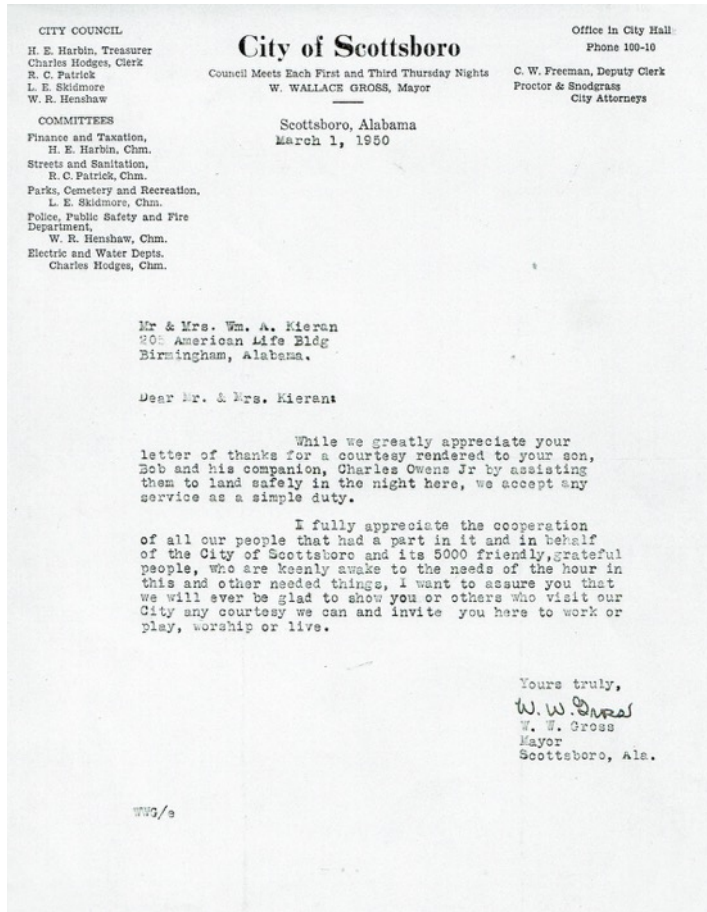 CITY COUNCIL
H. E. Harbin, Treasurer
Charles Hodges, Clerk
R. C. Patrick
L. E. Skidmore
W. R. Henshaw
COMMITTEES
Finance and Taxation,
H. E. Harbin, Chm.
Streets and Sanitation,
R. C. Patrick, Chm.
Parks, Cemetery and Recreation,
L. E. Skidmore, Chm.
Police, Public Safety and Fire
Department,
W. R. Henshaw, Chm.
Electric and Water Depts.
Charles Hodges, Chm.
City of Scottsboro
Council Meets Each First and Third Thursday Nights
W. WALLACE GROSS, Mayor
Scottsboro, Alabama
March 1, 1950
Office in City Hall
Phone 100-10
C. W. Freeman, Deputy Clerk
Proctor & Snodgrass
City Attorneys
Mr & Mrs. Wm. A. Kieran
205 American Life Bldg
Birmingham, Alabama.
Dear Mr. & Mrs. Kieran:
While we greatly appreciate your
letter of thanks for a courtesy rendered to your son,
Bob and his companion, Charles Owens Jr by assisting
them to land safely in the night here, we accept any
service as a simple duty.
I fully appreciate the cooperation
of all our people that had a part in it and in behalf
of the City of Scottsboro and its 5000 friendly,grateful
people, who are keenly awake to the needs of the hour in
this and other needed things, I want to assure you that
we will ever be glad to show you or others who visit our
City any courtesy we can and invite you here to work or
play, worship or live.
Yours truly,
W. W. Gross
W. W. Gross
Mayor
Scottsboro, Ala.
WWG/e